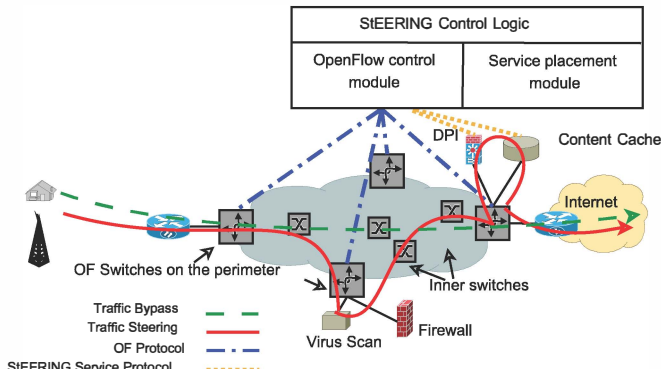 StEERING Control Logic
OpenFlow control
module
Service placement
module
DPI
Content Cache
Internet
OF Switches on the perimeter
Inner switches
Traffic Bypass
Traffic Steering
OF Protocol
StEERING Service Protocol
Virus Scan
Firewall